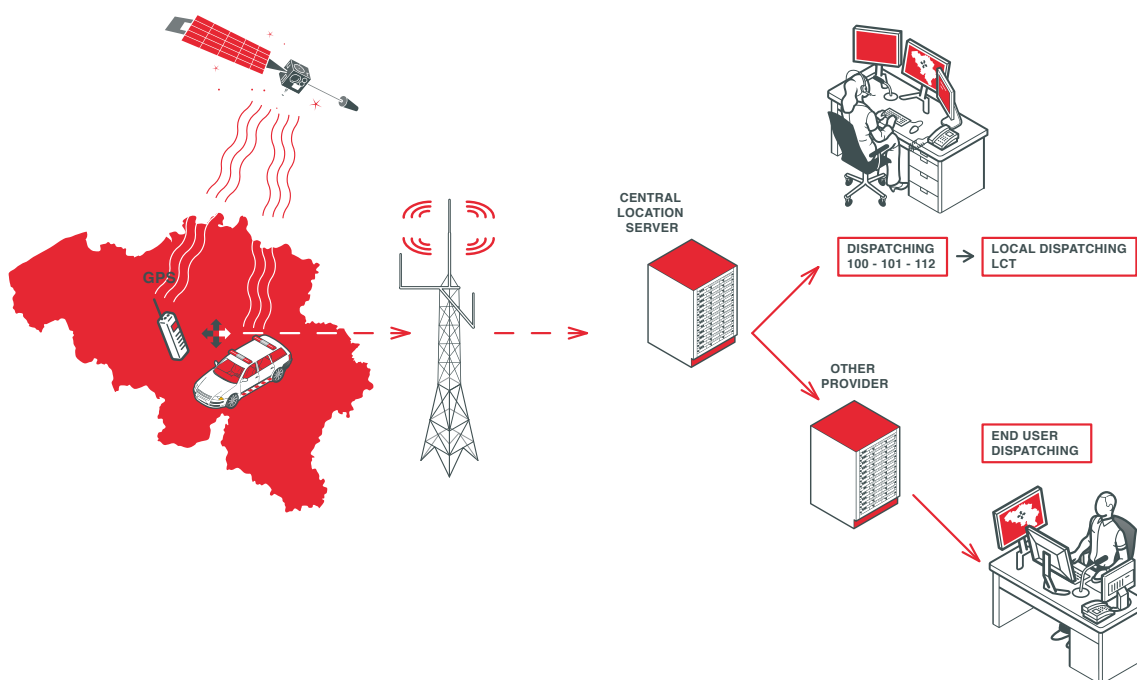 GPS
CENTRAL
LOCATION
SERVER
DISPATCHING
100 - 101 - 112
LOCAL DISPATCHING
LCT
OTHER
PROVIDER
END USER
DISPATCHING